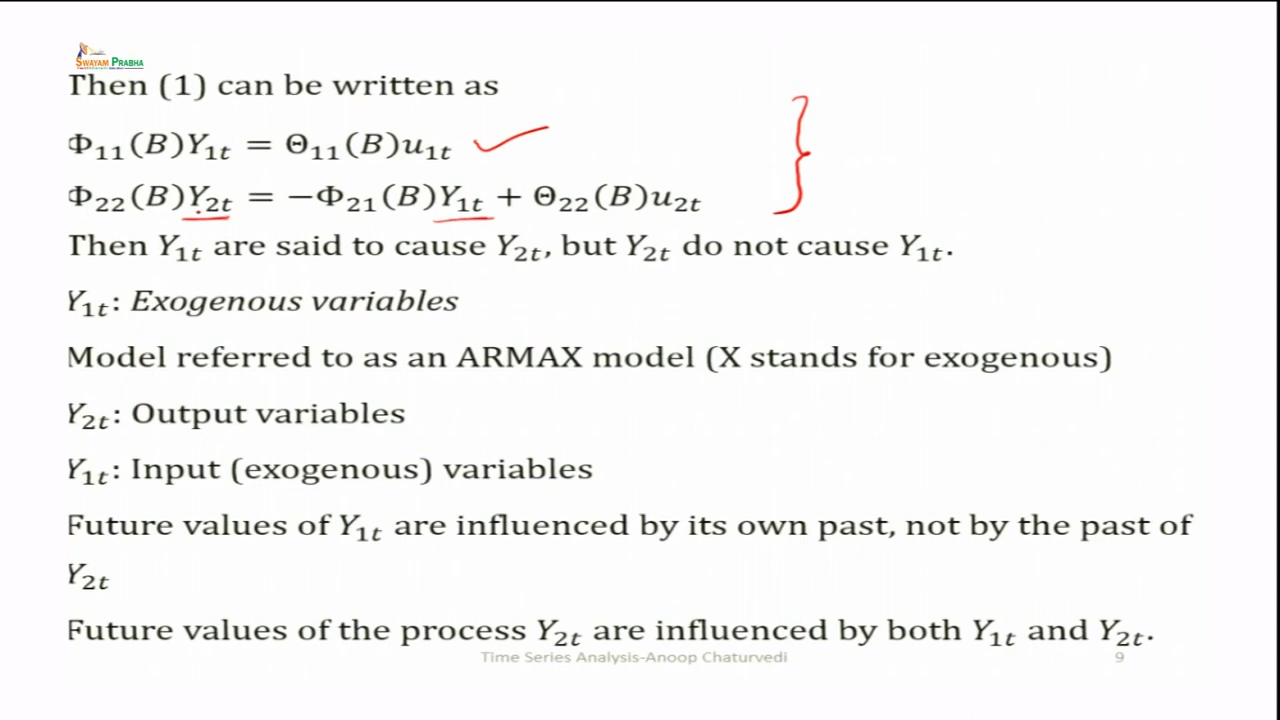 SWAYAM PRABHA
Then (1) can be written as
Φ₁₁(B)Y₁ₜ = Θ₁₁(B)u₁ₜ
Φ₂₂(B)Y₂ₜ = −Φ₂₁(B)Y₁ₜ + Θ₂₂(B)u₂ₜ
Then Y₁ₜ are said to cause Y₂ₜ, but Y₂ₜ do not cause Y₁ₜ.
Y₁ₜ: Exogenous variables
Model referred to as an ARMAX model (X stands for exogenous)
Y₂ₜ: Output variables
Y₁ₜ: Input (exogenous) variables
Future values of Y₁ₜ are influenced by its own past, not by the past of
Y₂ₜ
Future values of the process Y₂ₜ are influenced by both Y₁ₜ and Y₂ₜ.
Time Series Analysis-Anoop Chaturvedi 9